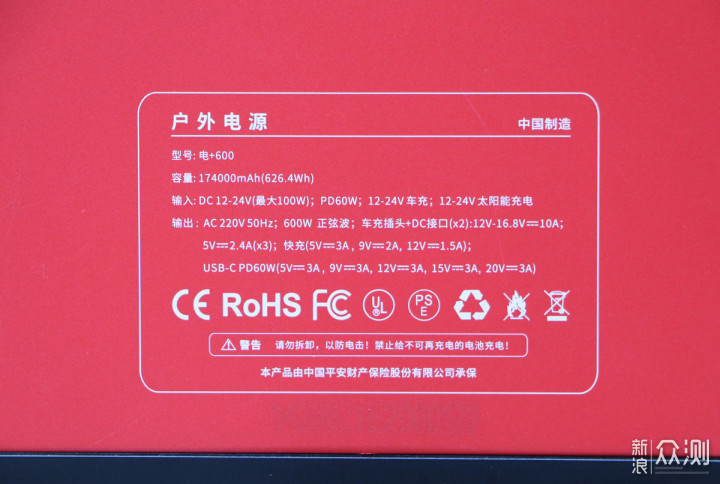 户外电源
中国制造
型号: 电+600
容量: 174000mAh(626.4Wh)
输入: DC 12-24V(最大100W); PD60W; 12-24V 车充; 12-24V 太阳能充电
输出: AC 220V 50Hz; 600W 正弦波; 车充插头+DC接口(x2):12V-16.8V⎓10A;
5V⎓2.4A(x3); 快充(5V⎓3A , 9V⎓2A, 12V⎓1.5A);
USB-C PD60W(5V⎓3A , 9V⎓3A, 12V⎓3A, 15V⎓3A, 20V⎓3A)
CE RoHS FC UL PSE
警告 请勿拆卸，以防电击！禁止给不可再充电的电池充电！
本产品由中国平安财产保险股份有限公司承保
新浪众测